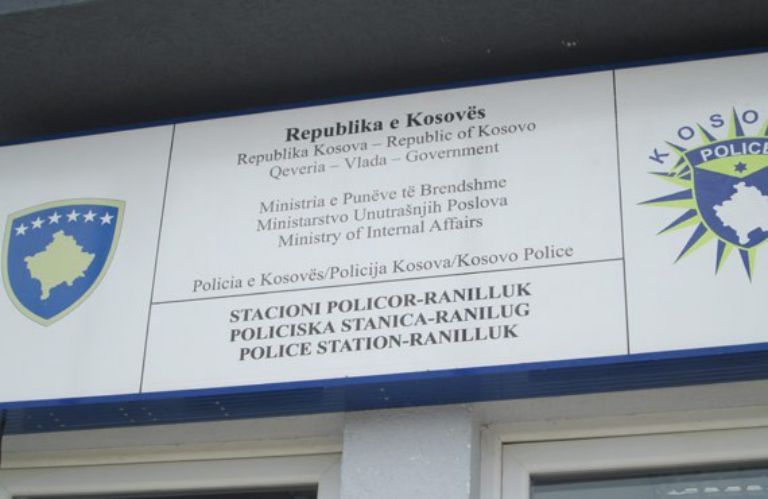 Republika e Kosovës
Republika Kosova – Republic of Kosovo
Qeveria – Vlada – Government
Ministria e Punëve të Brendshme
Ministarstvo Unutrašnjih Poslova
Ministry of Internal Affairs
Policia e Kosovës/Policija Kosova/Kosovo Police
STACIONI POLICOR-RANILLUK
POLICISKA STANICA-RANILUG
POLICE STATION-RANILLUK
KOSO
POLICE